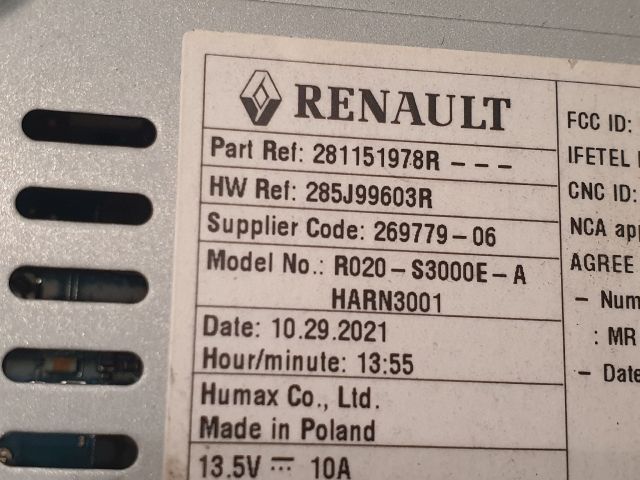 RENAULT
Part Ref: 281151978R - - -
HW Ref: 285J99603R
Supplier Code: 269779-06
Model No.: R020-S3000E-A
HARN3001
Date: 10.29.2021
Hour/minute: 13:55
Humax Co., Ltd.
Made in Poland
13.5V ⎓ 10A
FCC ID:
IFETEL
CNC ID:
NCA
AGREE
- Num
: MR
- Date